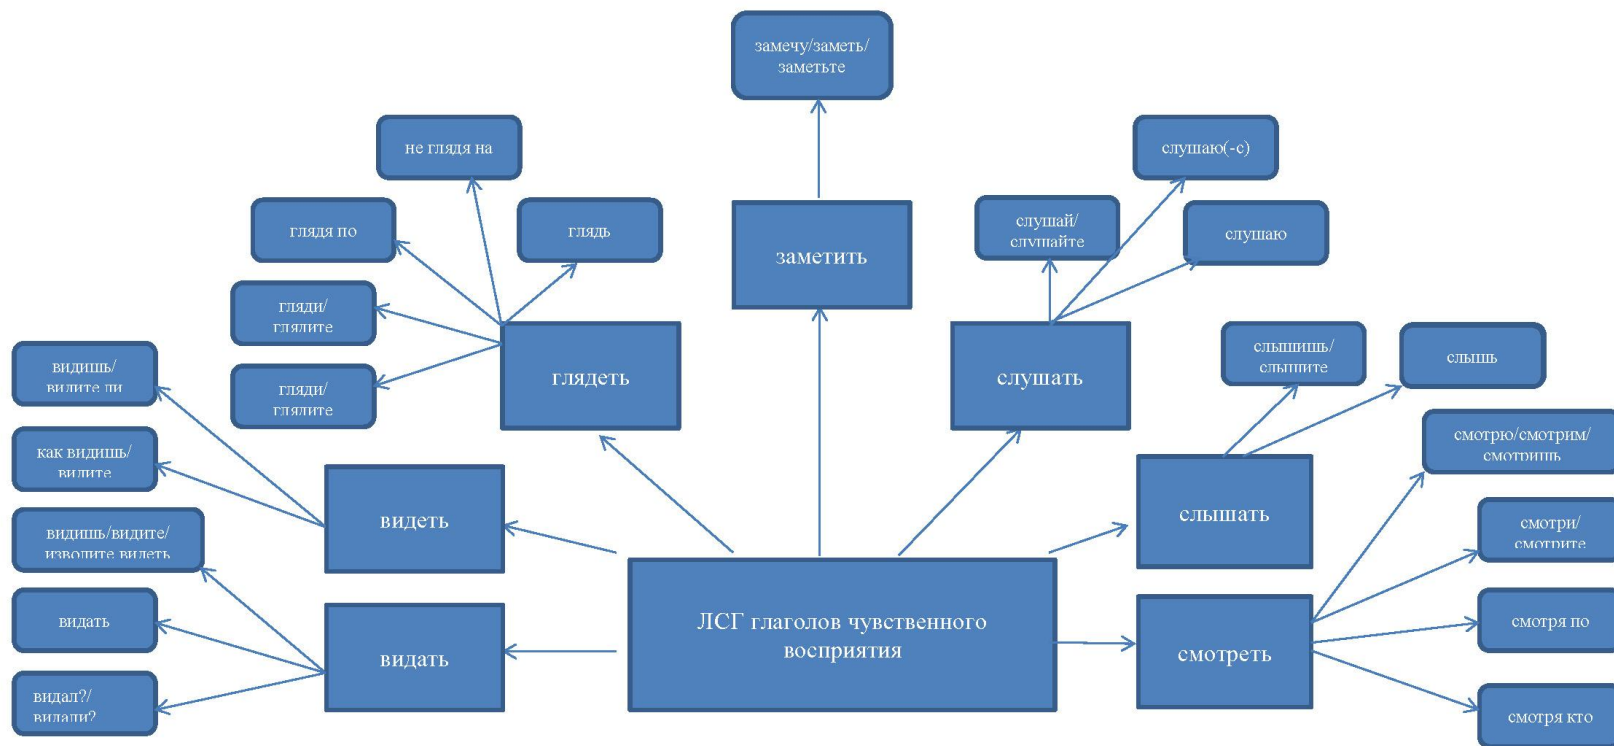 замечу/заметь/
заметьте
не глядя на
слушаю(-с)
глядя по
глядь
слушай/
слушайте
слушаю
заметить
гляди/
глядите
видишь/
видите ли
глядеть
слушать
слышишь/
слышите
слышь
гляди/
глядите
как видишь/
видите
видеть
слышать
смотрю/смотрим/
смотришь
видишь/видите/
изволите видеть
смотри/
смотрите
видать
видать
ЛСГ глаголов чувственного
восприятия
смотреть
смотря по
видал?/
видали?
смотря кто